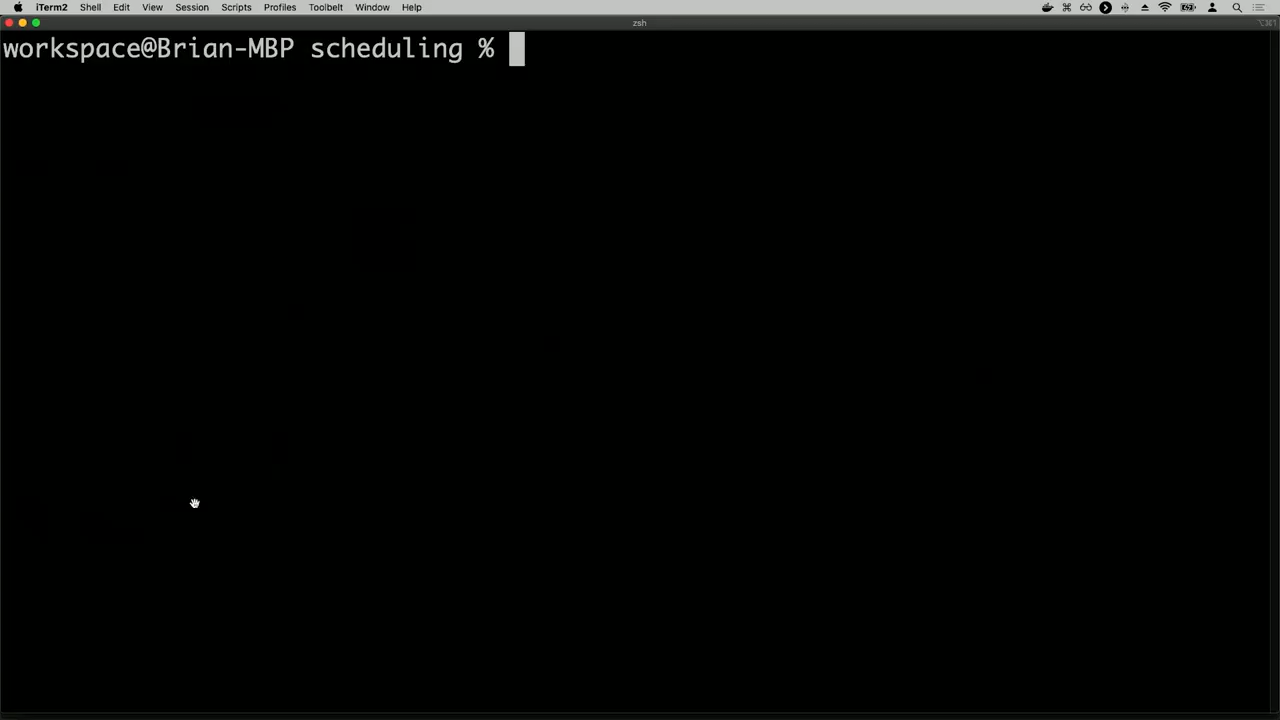 iTerm2 Shell Edit View Session Scripts Profiles Toolbelt Window Help
zsh
workspace@Brian-MBP scheduling %